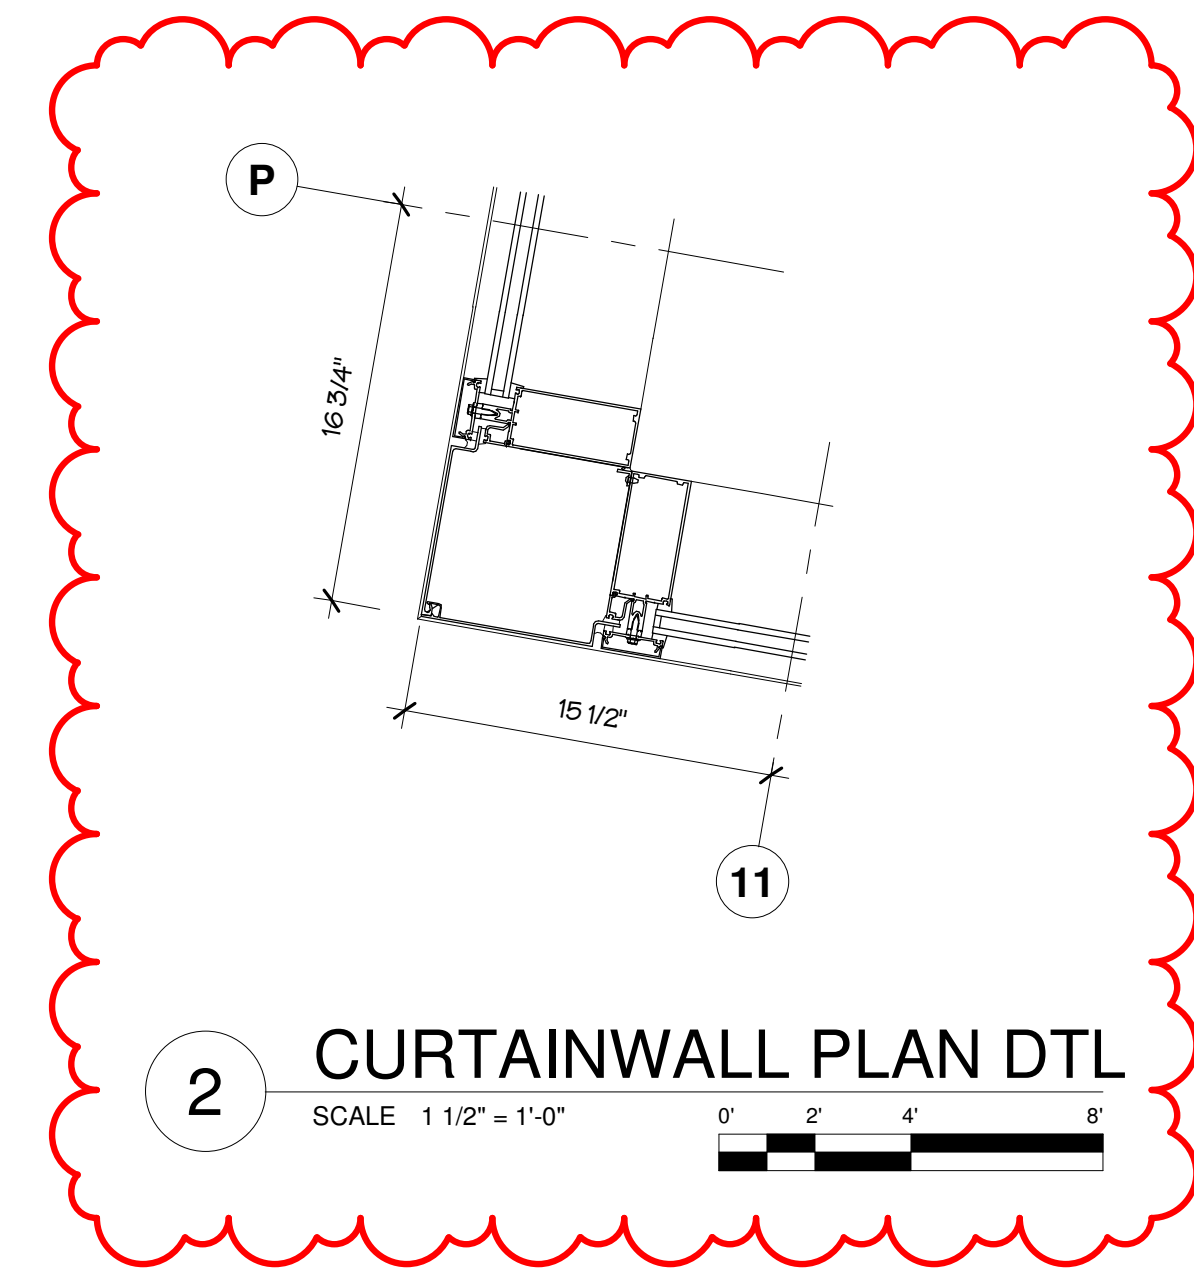 P
16 3/4"
15 1/2"
11
2
CURTAINWALL PLAN DTL
SCALE 1 1/2" = 1'-0"
0' 2' 4' 8'